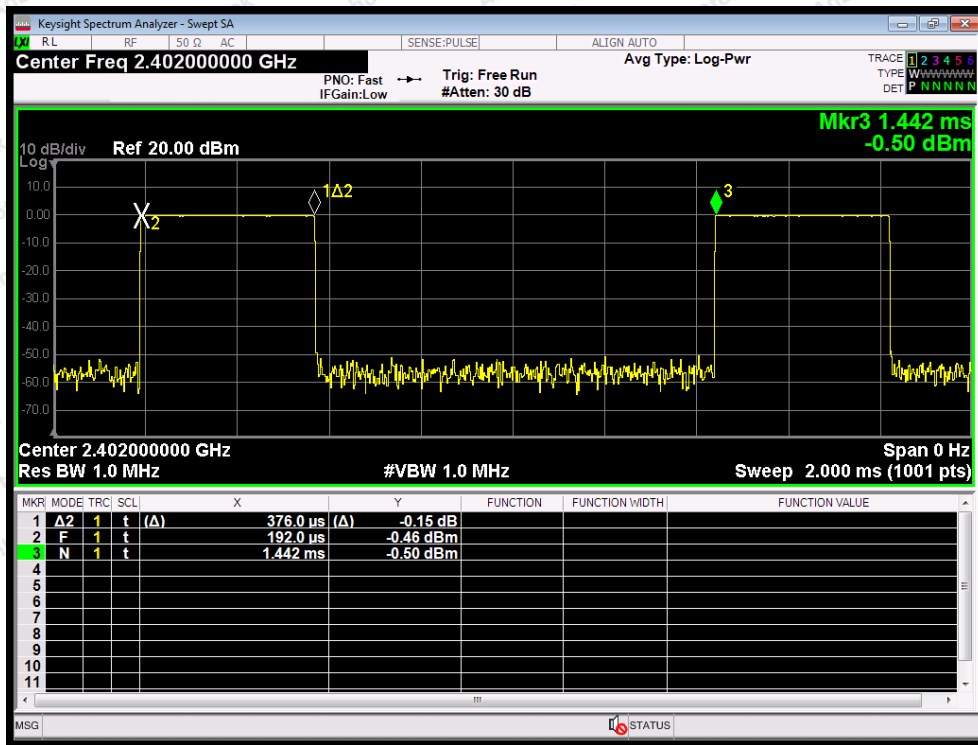 Keysight Spectrum Analyzer - Swept SA
LXI RL RF 50 Ω AC SENSE:PULSE ALIGN AUTO
Center Freq 2.402000000 GHz Avg Type: Log-Pwr TRACE 1 2 3 4 5 6
PNO: Fast Trig: Free Run TYPE WWWWWW
IFGain:Low #Atten: 30 dB DET P N N N N N
Mkr3 1.442 ms
10 dB/div Ref 20.00 dBm -0.50 dBm
Log
10.0
1Δ2 3
0.00
2
-10.0
-20.0
-30.0
-40.0
-50.0
-60.0
-70.0
Center 2.402000000 GHz Span 0 Hz
Res BW 1.0 MHz #VBW 1.0 MHz Sweep 2.000 ms (1001 pts)
MKR MODE TRC SCL X Y FUNCTION FUNCTION WIDTH FUNCTION VALUE
1 Δ2 1 t (Δ) 376.0 µs (Δ) -0.15 dB
2 F 1 t 192.0 µs -0.46 dBm
3 N 1 t 1.442 ms -0.50 dBm
4
5
6
7
8
9
10
11
MSG STATUS